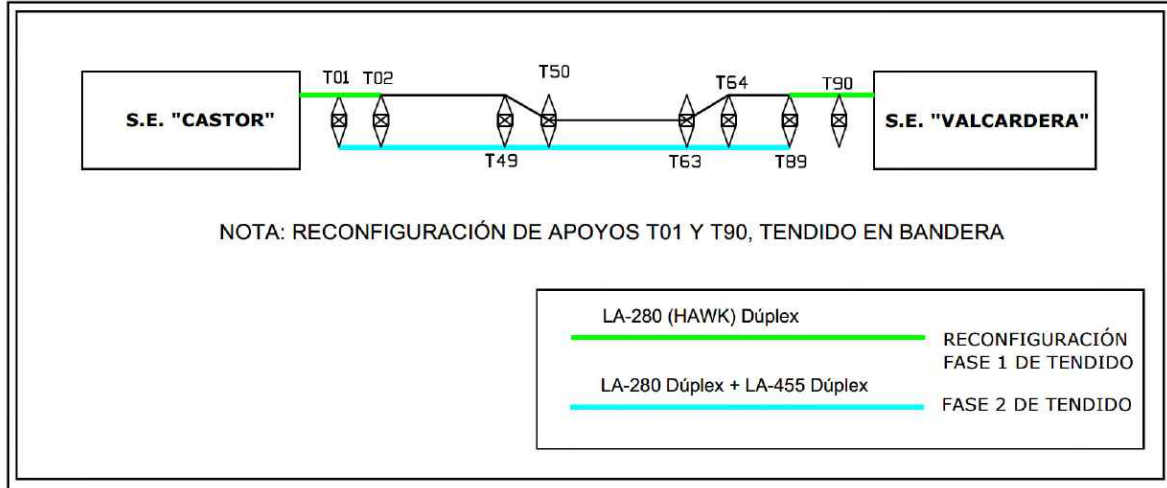 T01 T02 T50 T64 T90
S.E. "CASTOR"
S.E. "VALCARDERA"
T49 T63 T89
NOTA: RECONFIGURACIÓN DE APOYOS T01 Y T90, TENDIDO EN BANDERA
LA-280 (HAWK) Dúplex
RECONFIGURACIÓN
FASE 1 DE TENDIDO
LA-280 Dúplex + LA-455 Dúplex
FASE 2 DE TENDIDO